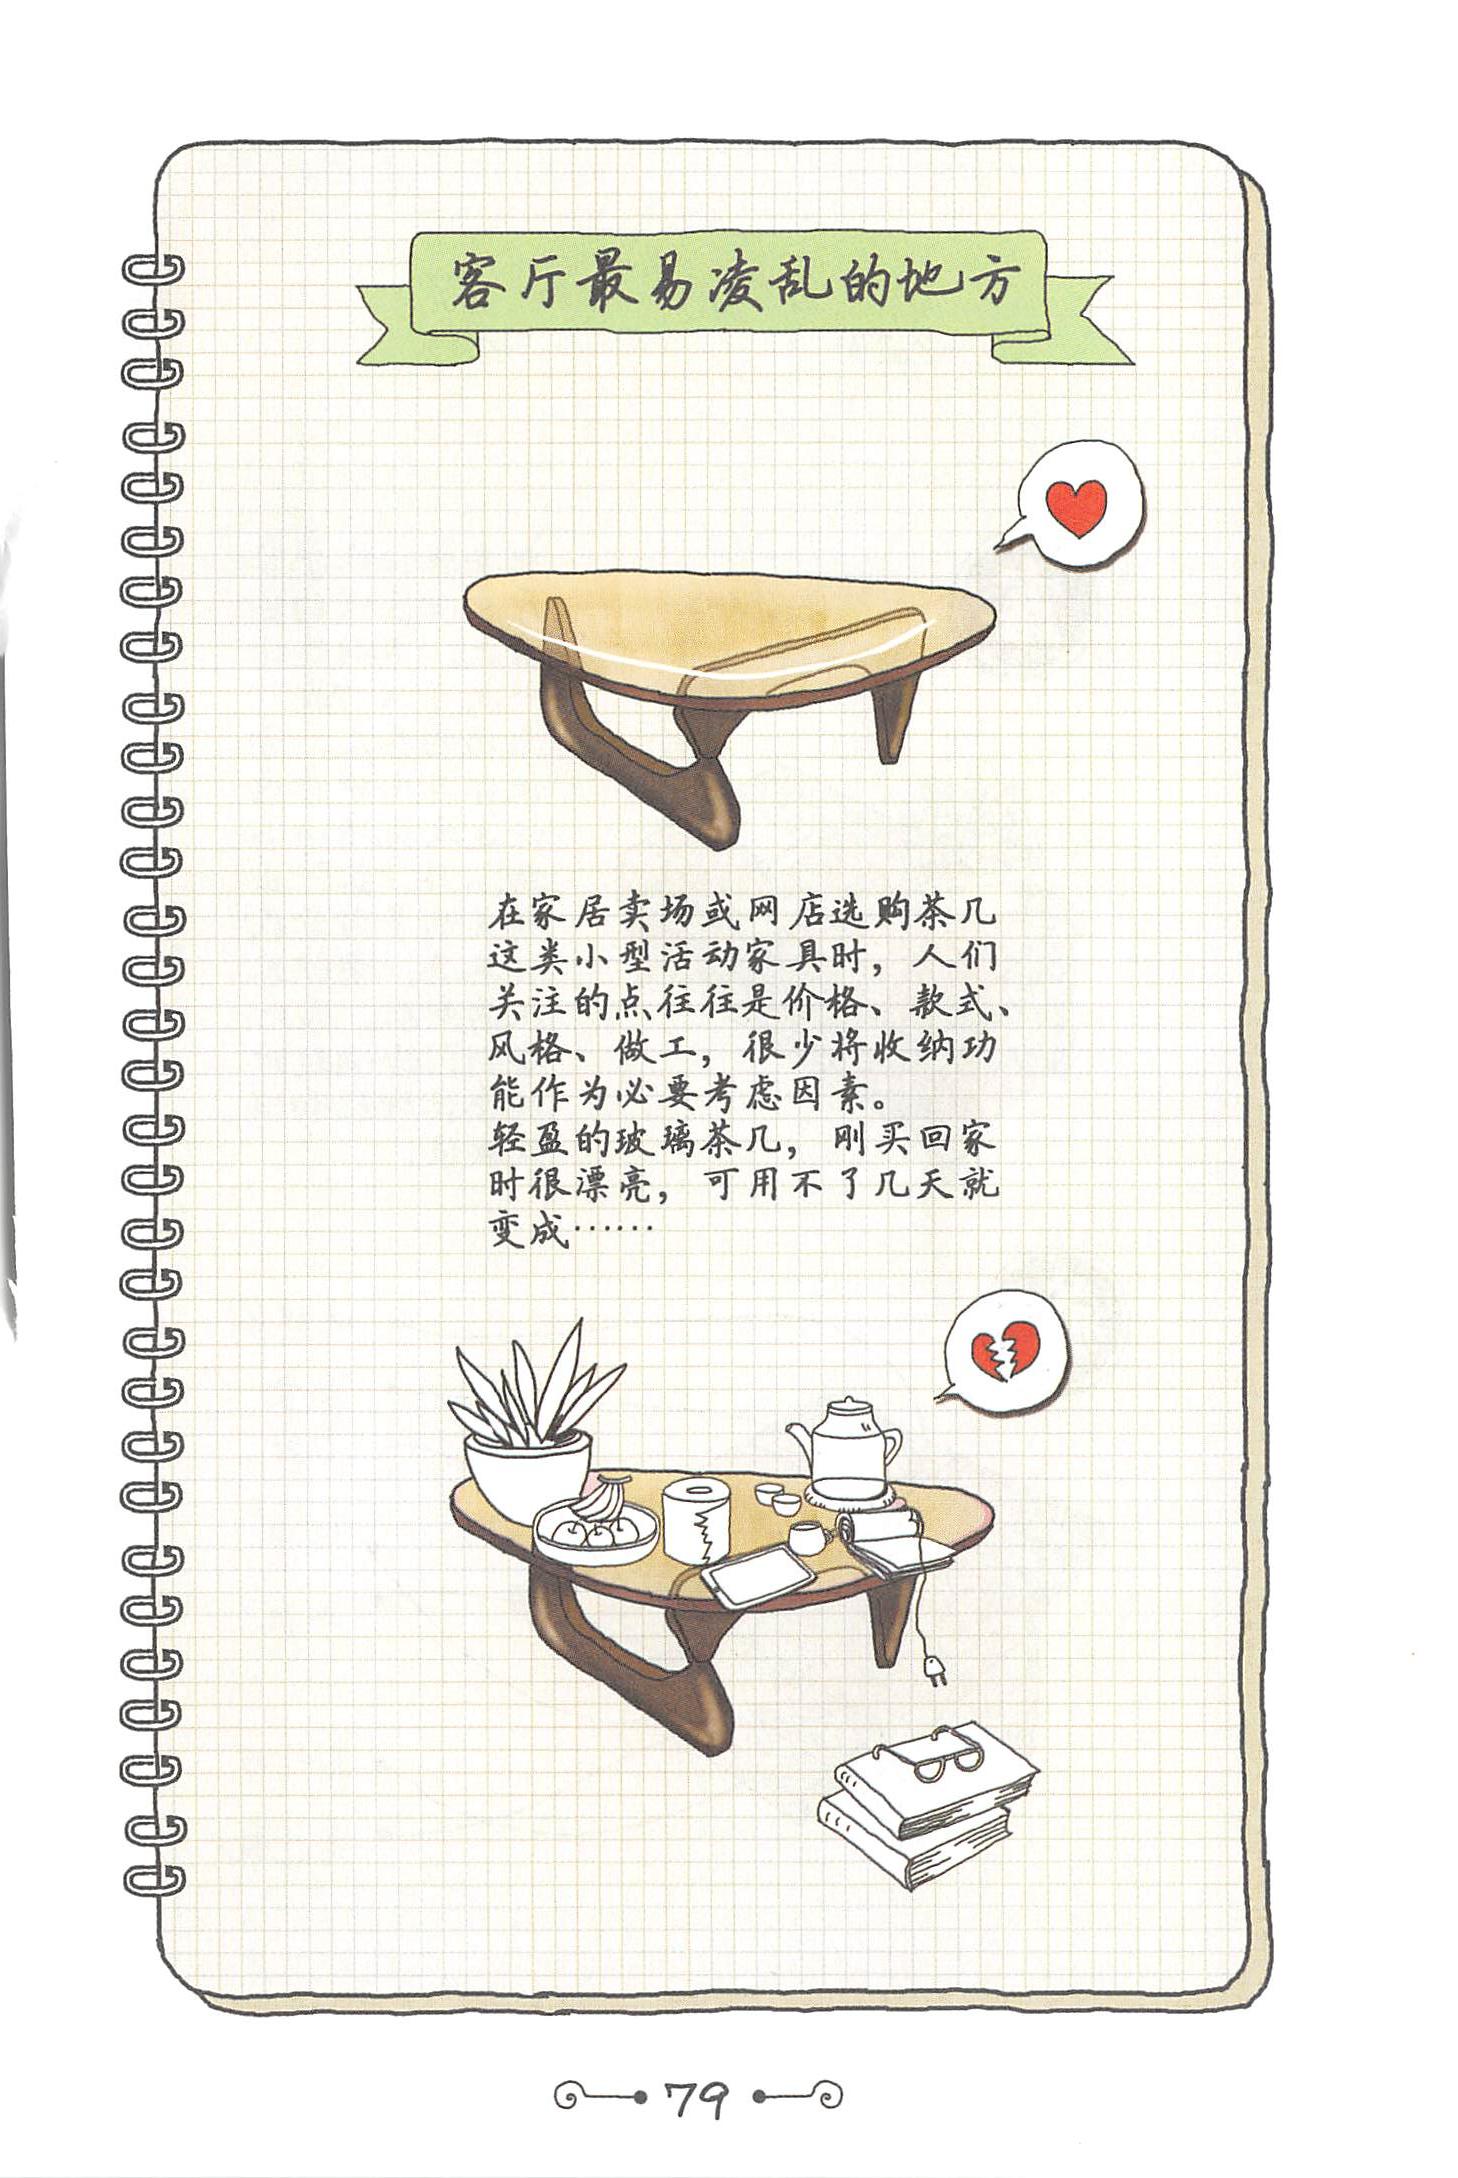 客厅最易凌乱的地方
在家居卖场或网店选购茶几
这类小型活动家具时，人们
关注的点往往是价格、款式、
风格、做工，很少将收纳功
能作为必要考虑因素。
轻盈的玻璃茶几，刚买回家
时很漂亮，可用不了几天就
变成……
79